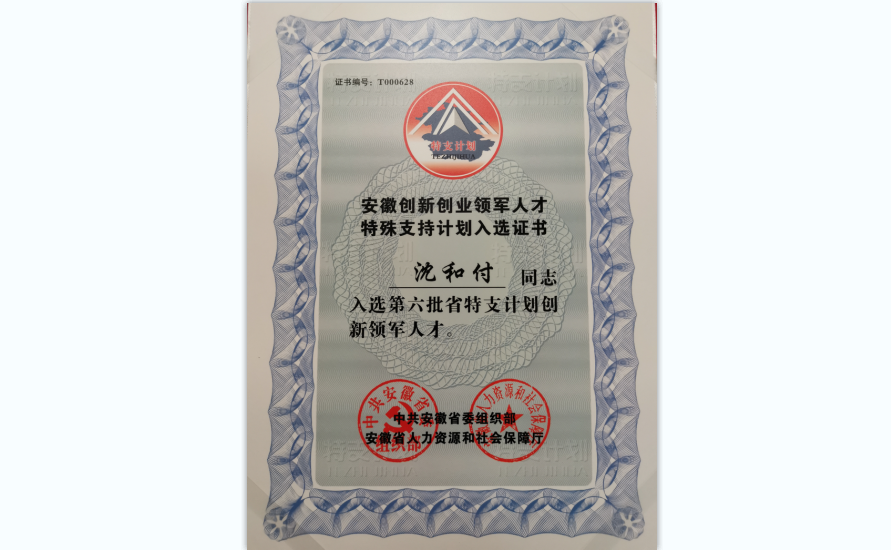 证书编号：T000628
特支计划
TEZHIJIHUA
安徽创新创业领军人才
特殊支持计划入选证书
沈和付 同志
入选第六批省特支计划创
新领军人才。
中共安徽省委组织部
安徽省人力资源和社会保障厅